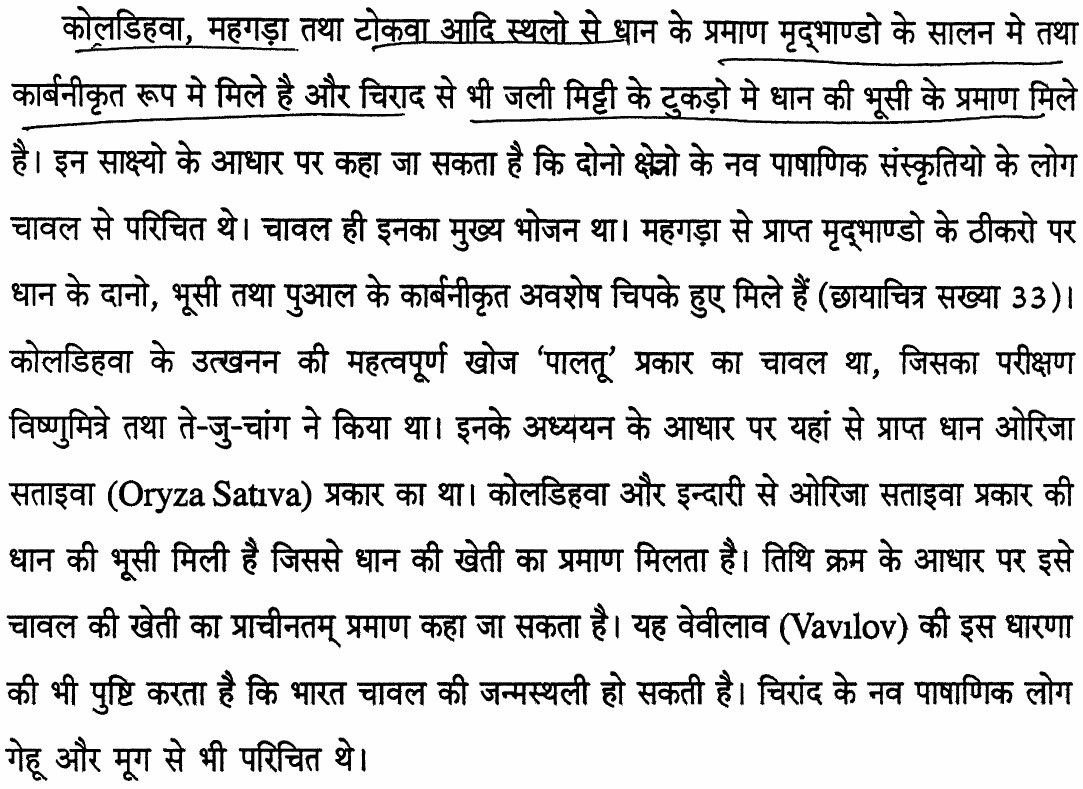 कोलडिहवा, महगड़ा तथा टोकवा आदि स्थलो से धान के प्रमाण मृद्भाण्डो के सालन मे तथा
कार्बनीकृत रूप मे मिले है और चिराद से भी जली मिट्टी के टुकड़ो मे धान की भूसी के प्रमाण मिले
है। इन साक्ष्यो के आधार पर कहा जा सकता है कि दोनो क्षेत्रो के नव पाषाणिक संस्कृतियो के लोग
चावल से परिचित थे। चावल ही इनका मुख्य भोजन था। महगड़ा से प्राप्त मृद्भाण्डो के ठीकरो पर
धान के दानो, भूसी तथा पुआल के कार्बनीकृत अवशेष चिपके हुए मिले हैं (छायाचित्र सख्या 33)।
कोलडिहवा के उत्खनन की महत्वपूर्ण खोज ‘पालतू’ प्रकार का चावल था, जिसका परीक्षण
विष्णुमित्रे तथा ते-जु-चांग ने किया था। इनके अध्ययन के आधार पर यहां से प्राप्त धान ओरिजा
सताइवा (Oryza Satıva) प्रकार का था। कोलडिहवा और इन्दारी से ओरिजा सताइवा प्रकार की
धान की भूसी मिली है जिससे धान की खेती का प्रमाण मिलता है। तिथि क्रम के आधार पर इसे
चावल की खेती का प्राचीनतम् प्रमाण कहा जा सकता है। यह वेवीलाव (Vavılov) की इस धारणा
की भी पुष्टि करता है कि भारत चावल की जन्मस्थली हो सकती है। चिरांद के नव पाषाणिक लोग
गेहू और मूग से भी परिचित थे।